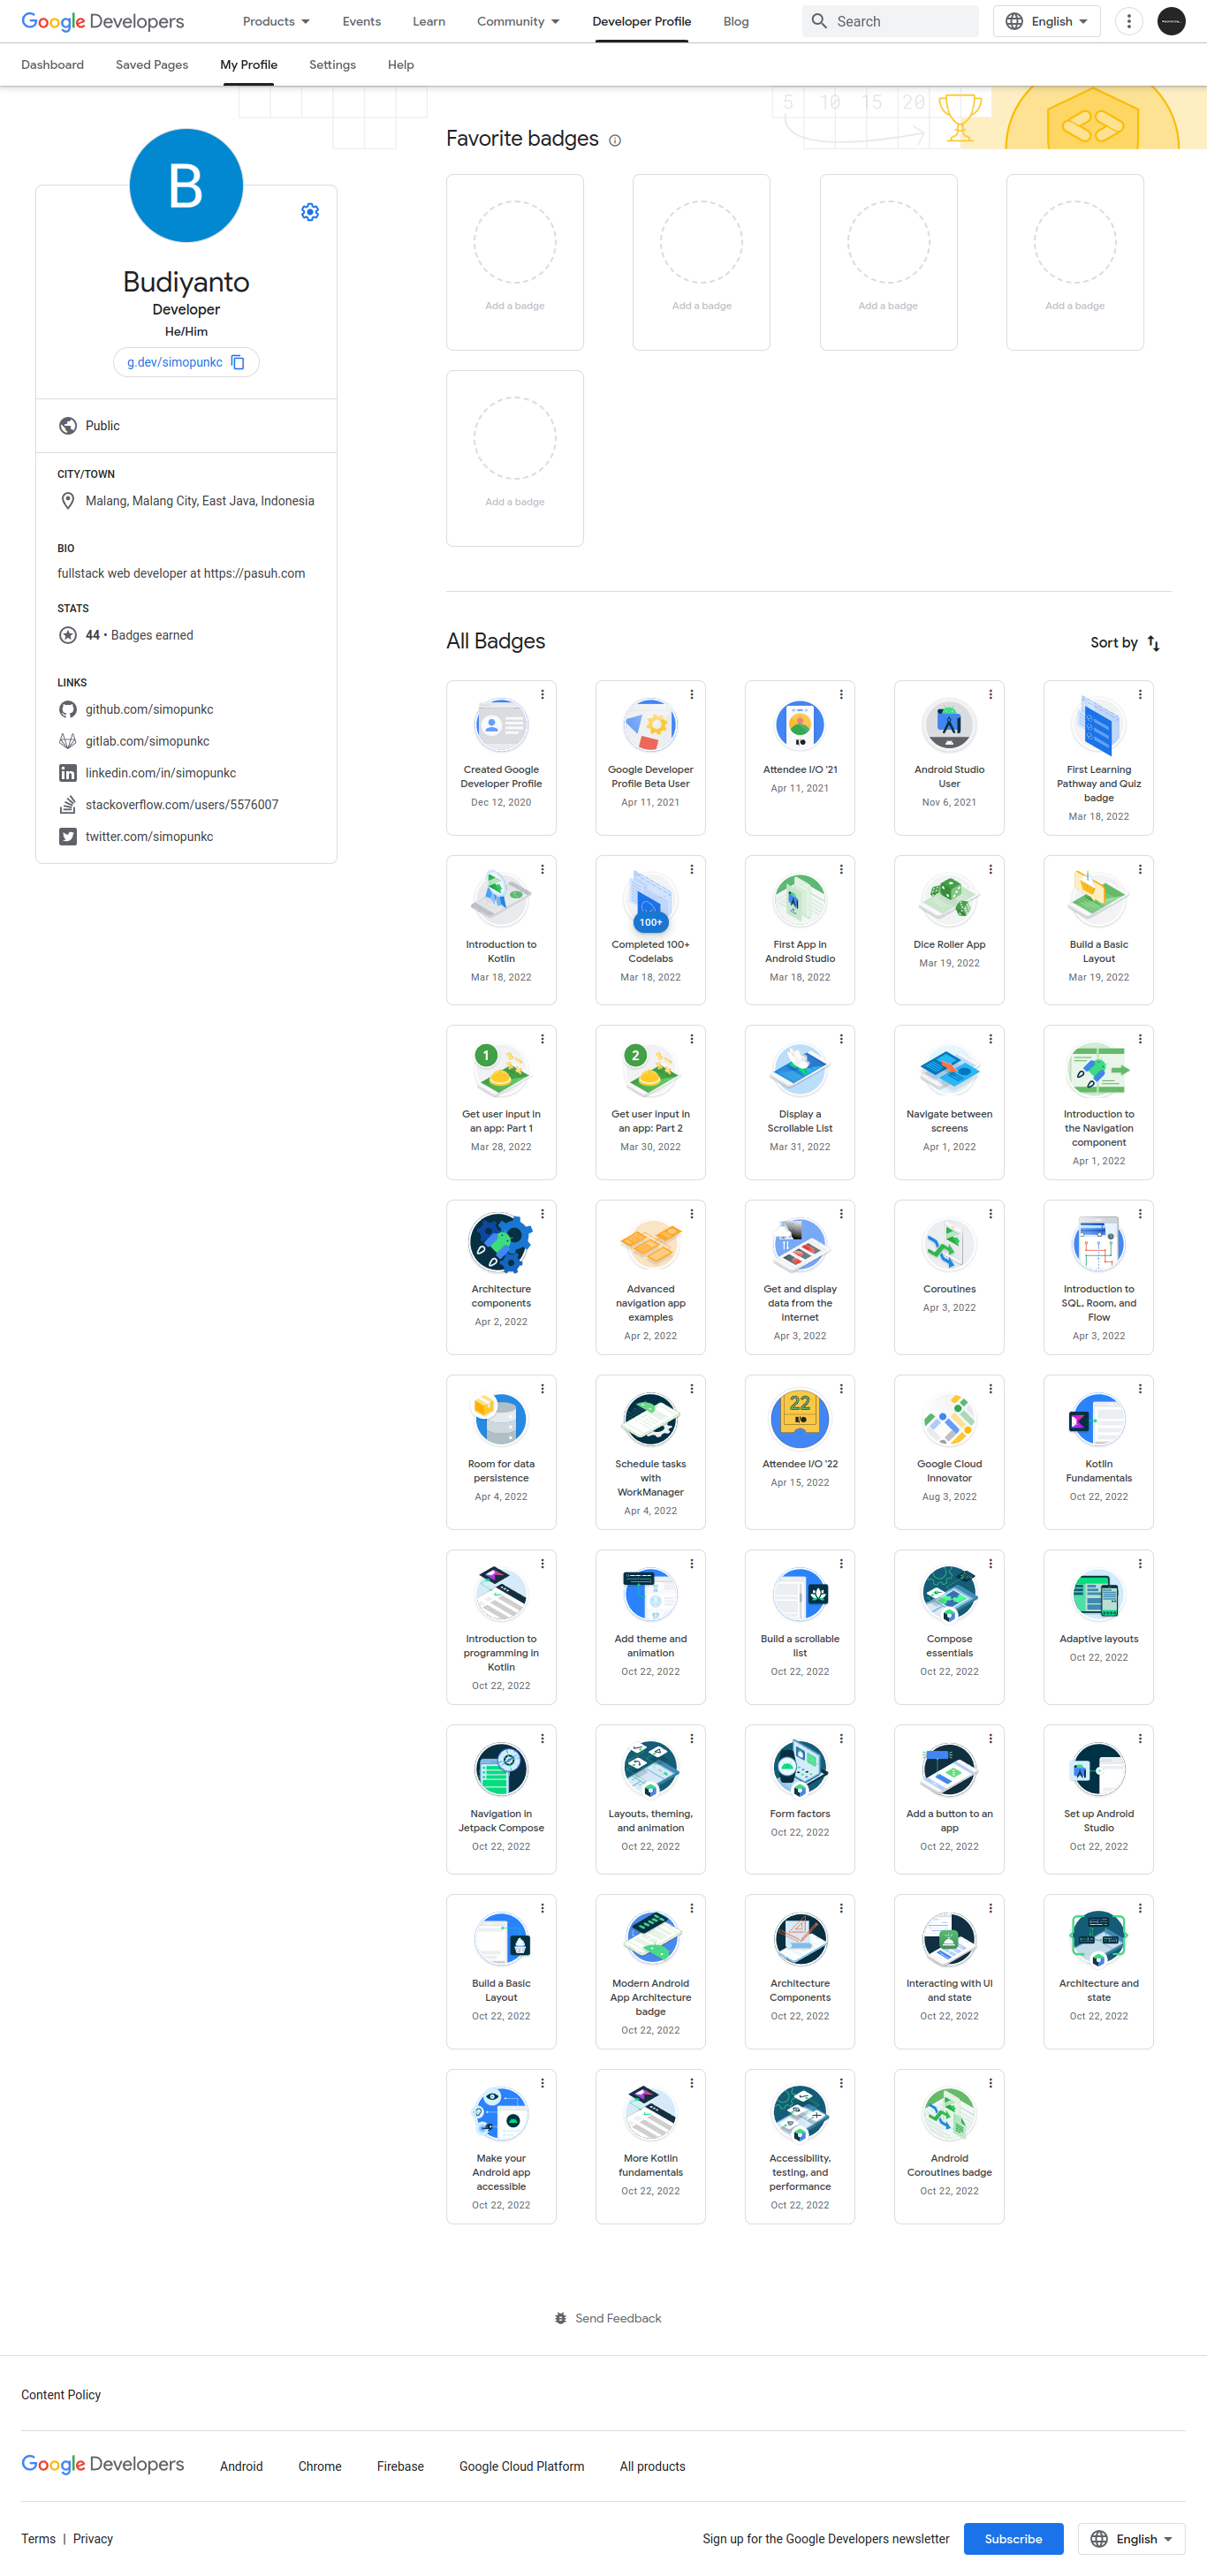 Google Developers
Products
Events
Learn
Community
Developer Profile
Blog
Search
English
Dashboard
Saved Pages
My Profile
Settings
Help
5 10 15 20
B
Budiyanto
Developer
He/Him
g.dev/simopunkc
Public
CITY/TOWN
Malang, Malang City, East Java, Indonesia
BIO
fullstack web developer at https://pasuh.com
STATS
44 • Badges earned
LINKS
github.com/simopunkc
gitlab.com/simopunkc
linkedin.com/in/simopunkc
stackoverflow.com/users/5576007
twitter.com/simopunkc
Favorite badges
Add a badge
Add a badge
Add a badge
Add a badge
Add a badge
All Badges
Sort by
Created Google
Developer Profile
Dec 12, 2020
Google Developer
Profile Beta User
Apr 11, 2021
Attendee I/O '21
Apr 11, 2021
Android Studio
User
Nov 6, 2021
First Learning
Pathway and Quiz
badge
Mar 18, 2022
Introduction to
Kotlin
Mar 18, 2022
100+
Completed 100+
Codelabs
Mar 18, 2022
First App in
Android Studio
Mar 18, 2022
Dice Roller App
Mar 19, 2022
Build a Basic
Layout
Mar 19, 2022
1
Get user input in
an app: Part 1
Mar 28, 2022
2
Get user input in
an app: Part 2
Mar 30, 2022
Display a
Scrollable List
Mar 31, 2022
Navigate between
screens
Apr 1, 2022
Introduction to
the Navigation
component
Apr 1, 2022
Architecture
components
Apr 2, 2022
Advanced
navigation app
examples
Apr 2, 2022
Get and display
data from the
internet
Apr 3, 2022
Coroutines
Apr 3, 2022
Introduction to
SQL, Room, and
Flow
Apr 3, 2022
Room for data
persistence
Apr 4, 2022
Schedule tasks
with
WorkManager
Apr 4, 2022
22
I/O
Attendee I/O '22
Apr 15, 2022
Google Cloud
Innovator
Aug 3, 2022
Kotlin
Fundamentals
Oct 22, 2022
Introduction to
programming in
Kotlin
Oct 22, 2022
Add theme and
animation
Oct 22, 2022
Build a scrollable
list
Oct 22, 2022
Compose
essentials
Oct 22, 2022
Adaptive layouts
Oct 22, 2022
Navigation in
Jetpack Compose
Oct 22, 2022
Layouts, theming,
and animation
Oct 22, 2022
Form factors
Oct 22, 2022
Add a button to an
app
Oct 22, 2022
Set up Android
Studio
Oct 22, 2022
Build a Basic
Layout
Oct 22, 2022
Modern Android
App Architecture
badge
Oct 22, 2022
Architecture
Components
Oct 22, 2022
Interacting with UI
and state
Oct 22, 2022
Architecture and
state
Oct 22, 2022
Make your
Android app
accessible
Oct 22, 2022
More Kotlin
fundamentals
Oct 22, 2022
Accessibility,
testing, and
performance
Oct 22, 2022
Android
Coroutines badge
Oct 22, 2022
Send Feedback
Content Policy
Google Developers
Android
Chrome
Firebase
Google Cloud Platform
All products
Terms | Privacy
Sign up for the Google Developers newsletter
Subscribe
English